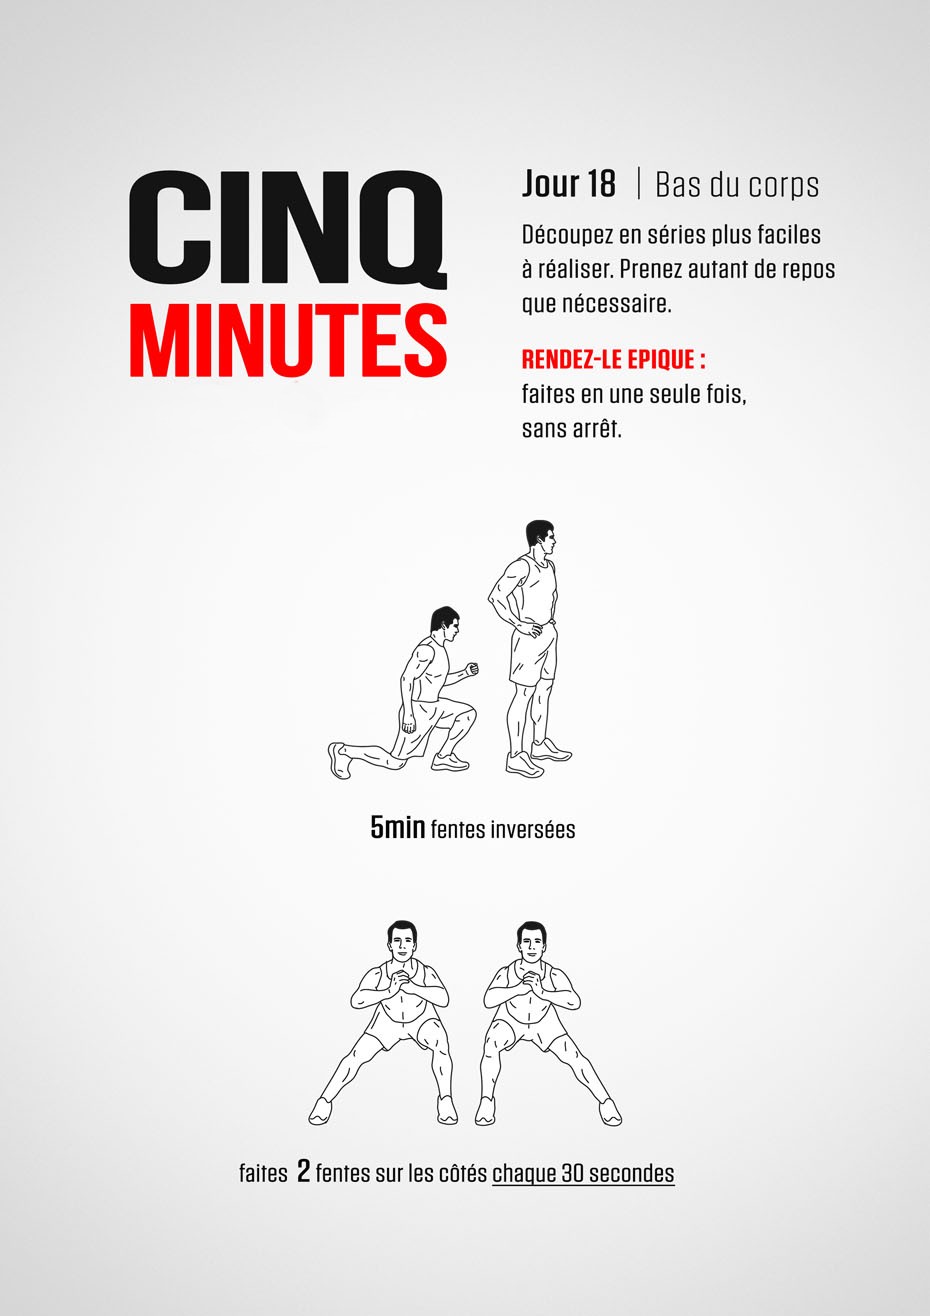 CINQ
MINUTES
Jour 18 | Bas du corps
Découpez en séries plus faciles
à réaliser. Prenez autant de repos
que nécessaire.
RENDEZ-LE EPIQUE :
faites en une seule fois,
sans arrêt.
5min fentes inversées
faites 2 fentes sur les côtés chaque 30 secondes